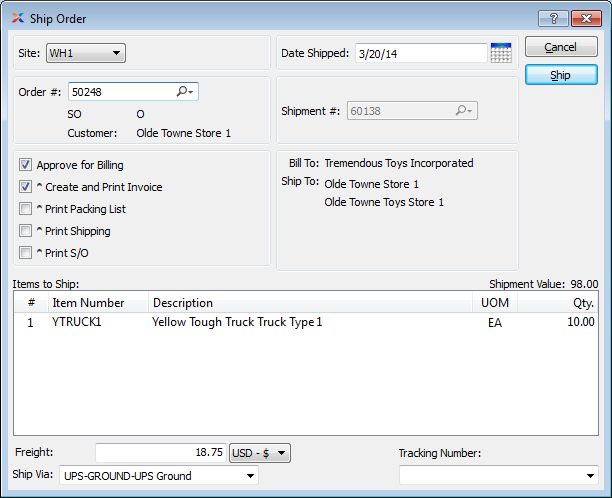 Ship Order
Site: WH1
Date Shipped: 3/20/14
Cancel
Ship
Order #: 50248
SO O
Customer: Olde Towne Store 1
Shipment #: 60138
Approve for Billing
^ Create and Print Invoice
^ Print Packing List
^ Print Shipping
^ Print S/O
Bill To: Tremendous Toys Incorporated
Ship To: Olde Towne Store 1
Olde Towne Toys Store 1
Items to Ship: Shipment Value: 98.00
# Item Number Description UOM Qty.
1 YTRUCK1 Yellow Tough Truck Truck Type 1 EA 10.00
Freight: 18.75 USD - $
Tracking Number:
Ship Via: UPS-GROUND-UPS Ground